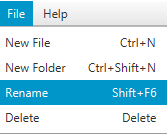 File Help
New File Ctrl+N
New Folder Ctrl+Shift+N
Rename Shift+F6
Delete Delete